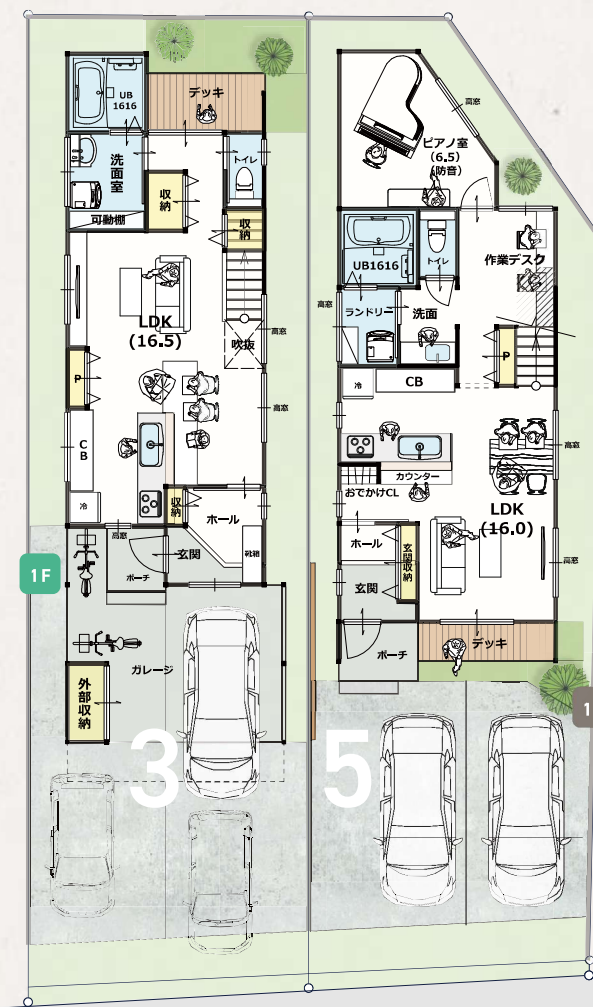 UB
1616
デッキ
洗面室
トイレ
収納
可動棚
収納
LDK
(16.5)
吹抜
高窓
P
高窓
CB
冷
収納
ホール
高窓
玄関
靴箱
ポーチ
1F
ガレージ
外部収納
3
高窓
ピアノ室
(6.5)
(防音)
UB1616
トイレ
作業デスク
高窓
ランドリー
洗面
P
冷
CB
カウンター
高窓
おでかけCL
LDK
(16.0)
ホール
玄関収納
高窓
玄関
ポーチ
デッキ
5
1